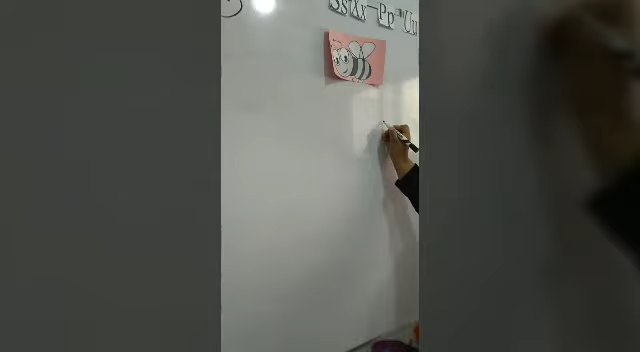 Ss Xx – Pp – Uu